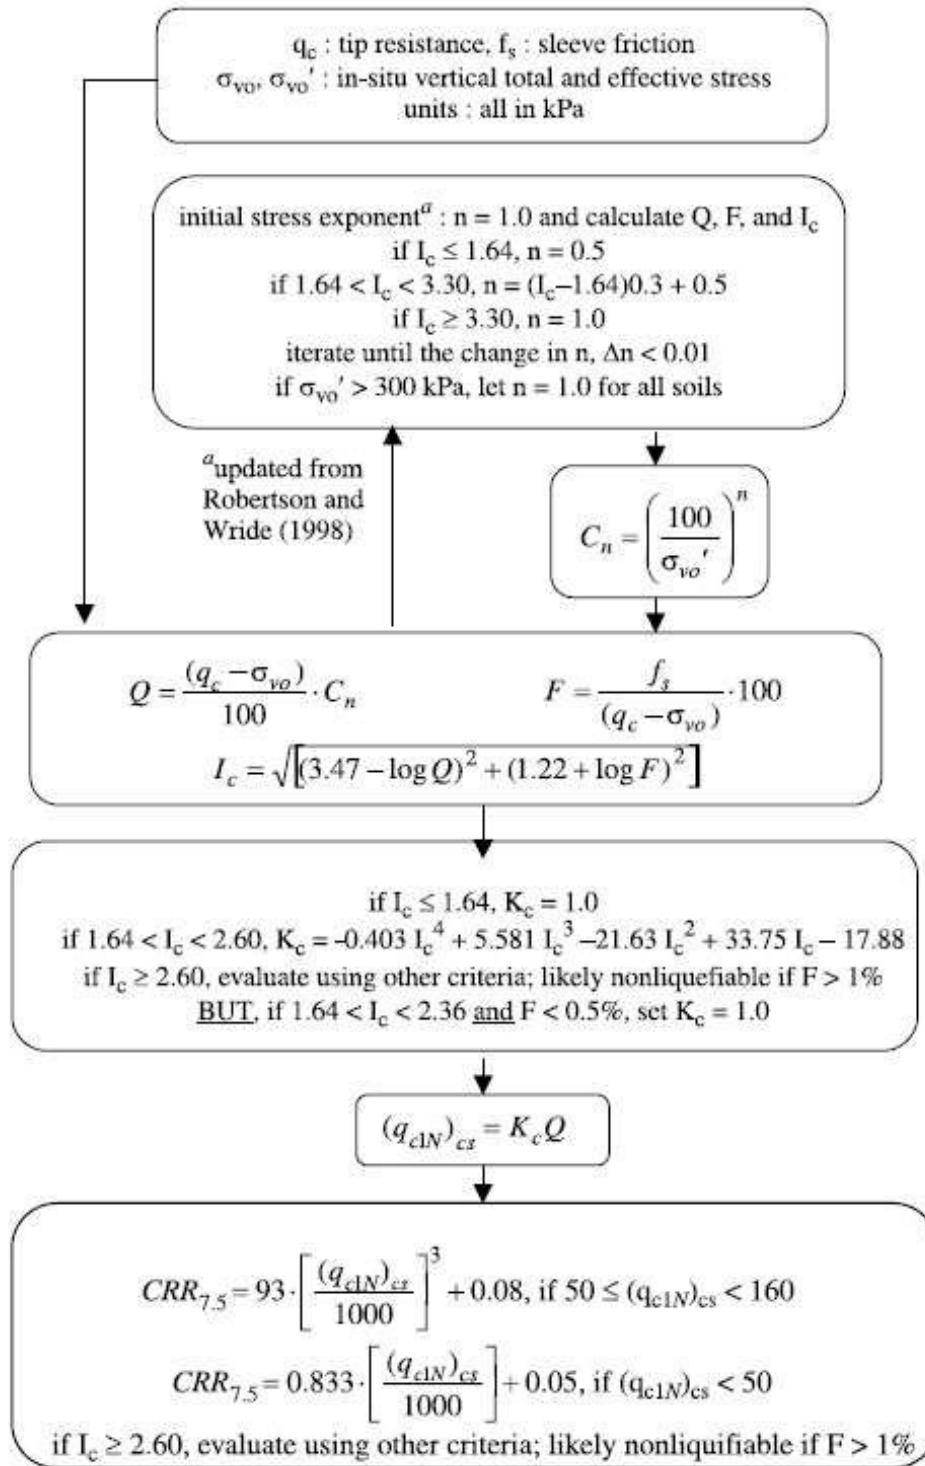 q_c : tip resistance, f_s : sleeve friction
σ_vo, σ_vo′ : in-situ vertical total and effective stress
units : all in kPa
initial stress exponent^a : n = 1.0 and calculate Q, F, and I_c
if I_c ≤ 1.64, n = 0.5
if 1.64 < I_c < 3.30, n = (I_c–1.64)0.3 + 0.5
if I_c ≥ 3.30, n = 1.0
iterate until the change in n, Δn < 0.01
if σ_vo′ > 300 kPa, let n = 1.0 for all soils
^a updated from
Robertson and
Wride (1998)
C_n = (100 / σ_vo′)^n
Q = (q_c – σ_vo) / 100 · C_n
F = f_s / (q_c – σ_vo) · 100
I_c = √[(3.47 – log Q)^2 + (1.22 + log F)^2]
if I_c ≤ 1.64, K_c = 1.0
if 1.64 < I_c < 2.60, K_c = -0.403 I_c^4 + 5.581 I_c^3 –21.63 I_c^2 + 33.75 I_c – 17.88
if I_c ≥ 2.60, evaluate using other criteria; likely nonliquefiable if F > 1%
BUT, if 1.64 < I_c < 2.36 and F < 0.5%, set K_c = 1.0
(q_c1N)_cs = K_c Q
CRR_7.5 = 93 · [(q_c1N)_cs / 1000]^3 + 0.08, if 50 ≤ (q_c1N)_cs < 160
CRR_7.5 = 0.833 · [(q_c1N)_cs / 1000] + 0.05, if (q_c1N)_cs < 50
if I_c ≥ 2.60, evaluate using other criteria; likely nonliquifiable if F > 1%